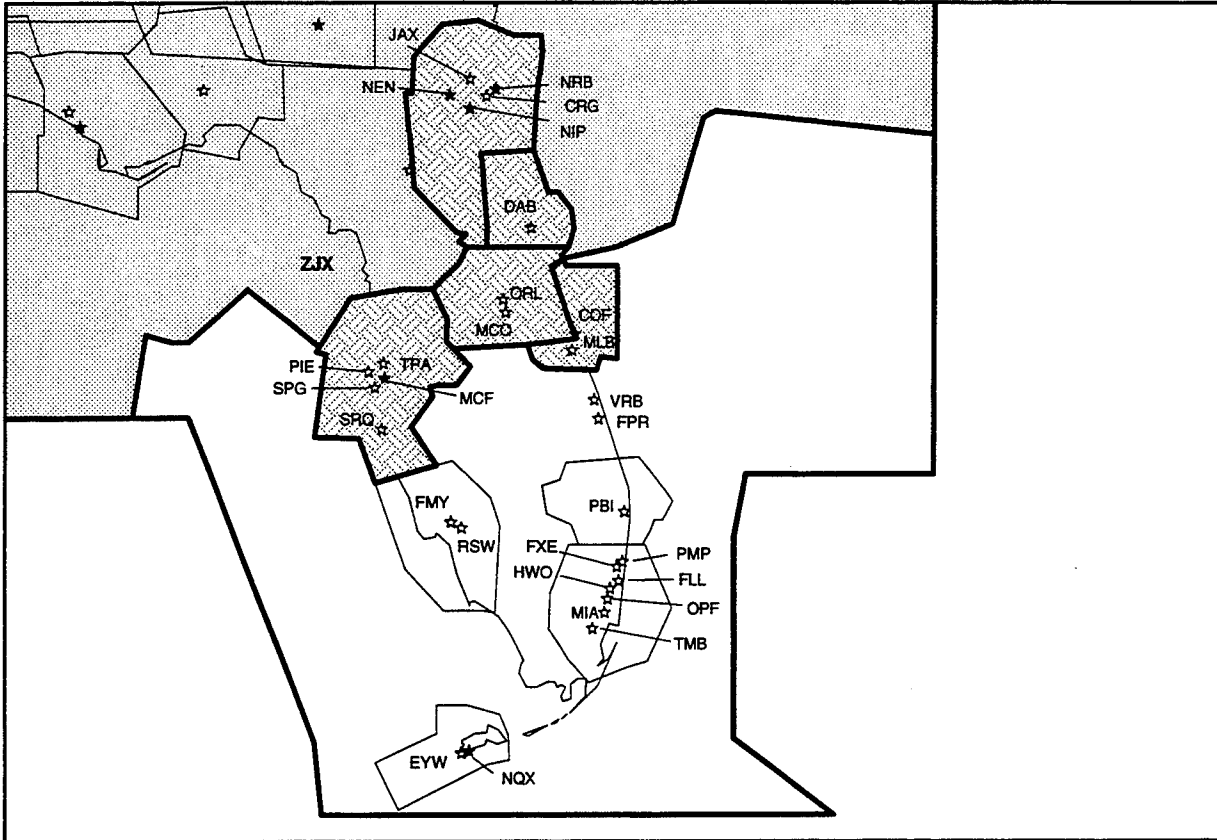 JAX
NEN
NRB
CRG
NIP
DAB
ZJX
ORL
COF
MCO
MLB
PIE
TPA
SPG
MCF
VRB
SRQ
FPR
FMY
PBI
RSW
FXE
PMP
HWO
FLL
MIA
OPF
TMB
EYW
NQX